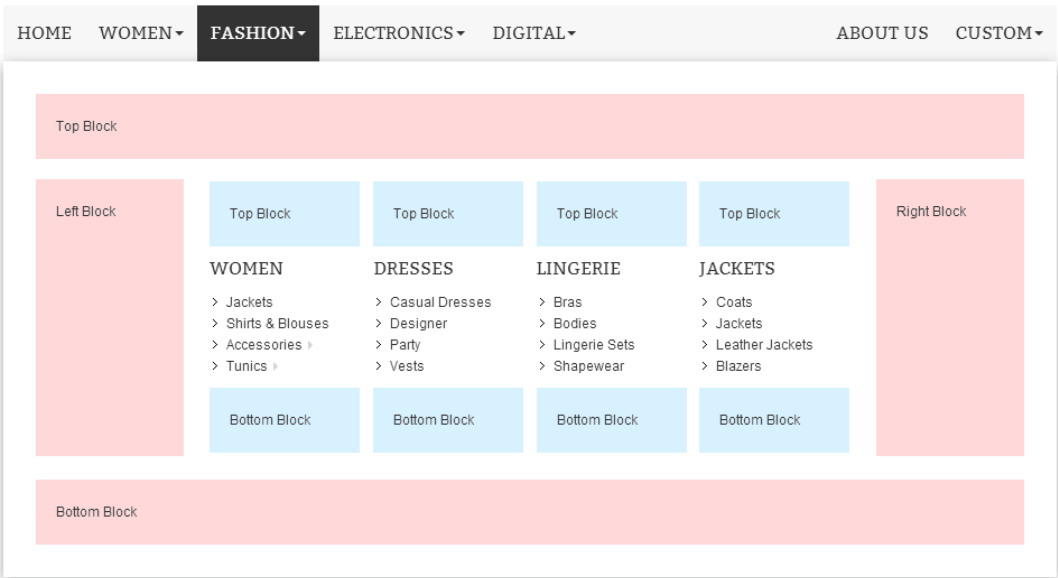 HOME WOMEN FASHION ELECTRONICS DIGITAL ABOUT US CUSTOM
Top Block
Left Block
Top Block Top Block Top Block Top Block
Right Block
WOMEN DRESSES LINGERIE JACKETS
Jackets Casual Dresses Bras Coats
Shirts & Blouses Designer Bodies Jackets
Accessories Party Lingerie Sets Leather Jackets
Tunics Vests Shapewear Blazers
Bottom Block Bottom Block Bottom Block Bottom Block
Bottom Block